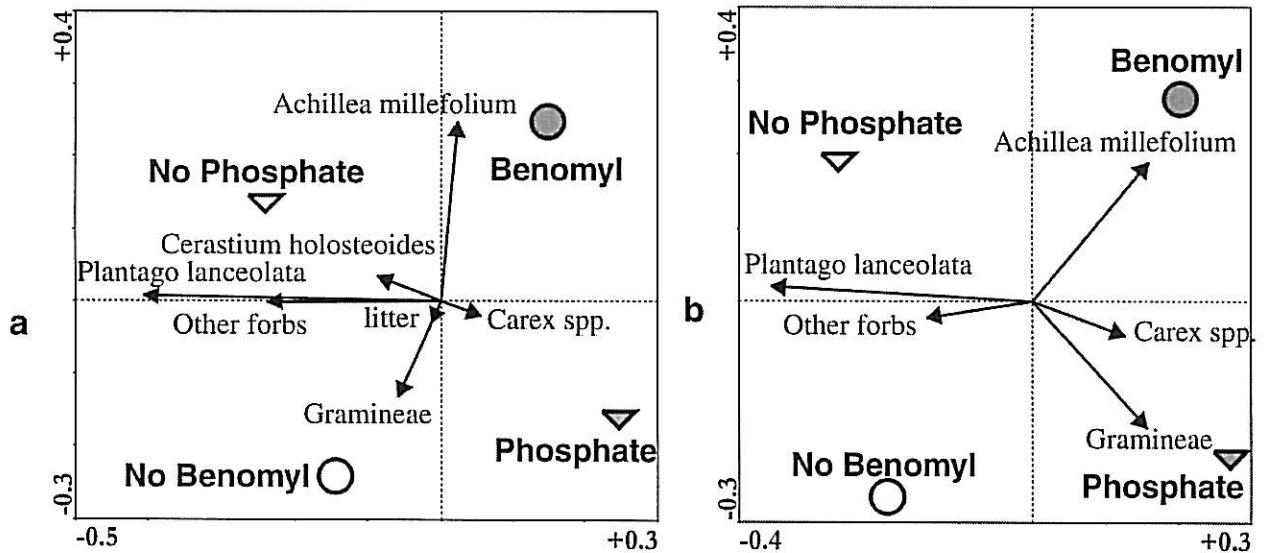 a
+0.4
Achillea millefolium
Benomyl
No Phosphate
Cerastium holosteoides
Plantago lanceolata
Other forbs
litter
Carex spp.
Gramineae
Phosphate
No Benomyl
-0.3
-0.5
+0.3
b
+0.4
Benomyl
No Phosphate
Achillea millefolium
Plantago lanceolata
Other forbs
Carex spp.
Gramineae
No Benomyl
Phosphate
-0.3
-0.4
+0.3